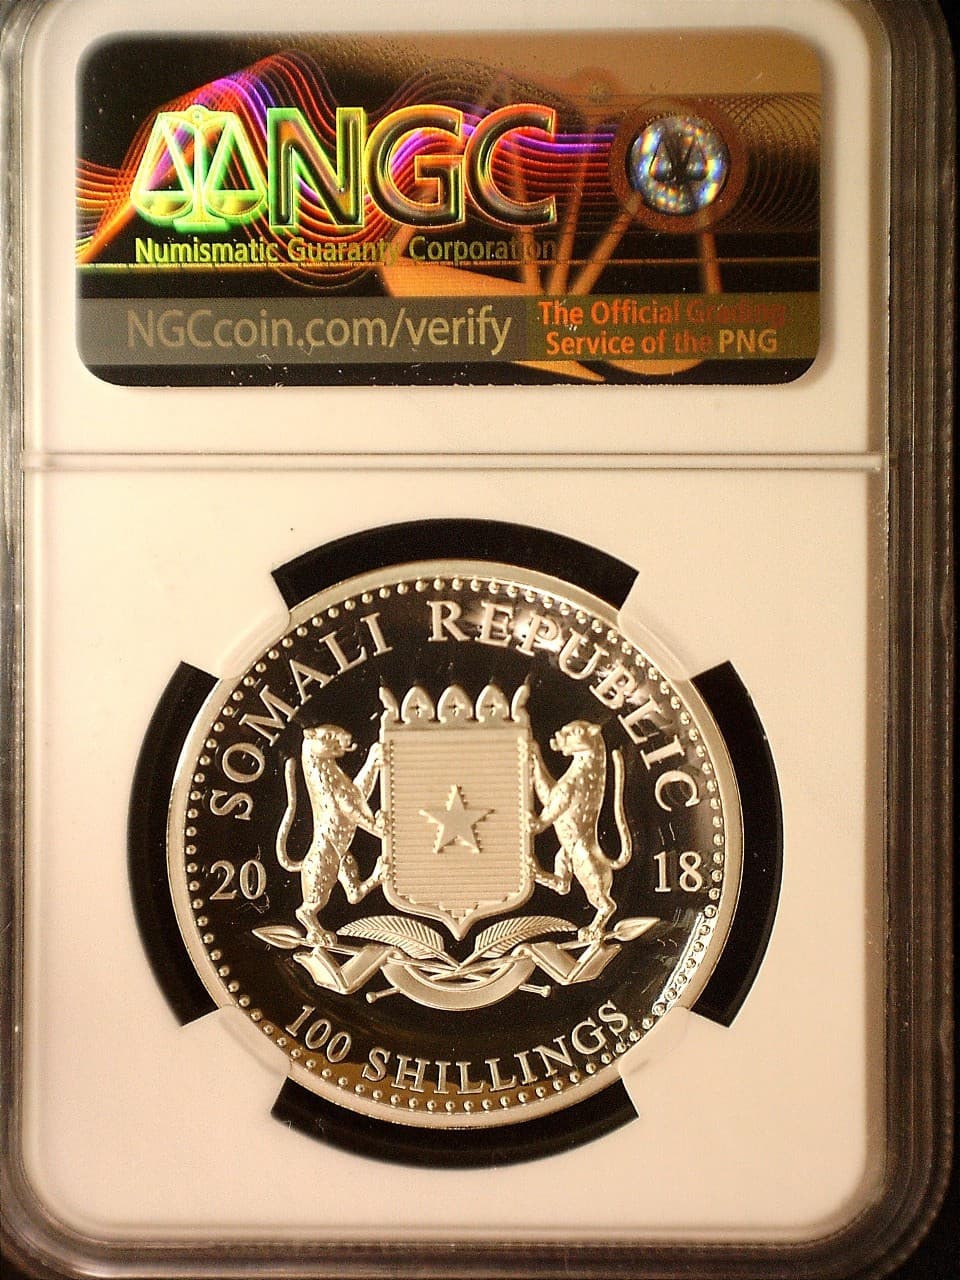 NGC
Numismatic Guaranty Corporation
NGCcoin.com/verify
The Official Grading
Service of the PNG
SOMALI REPUBLIC
20 18
100 SHILLINGS